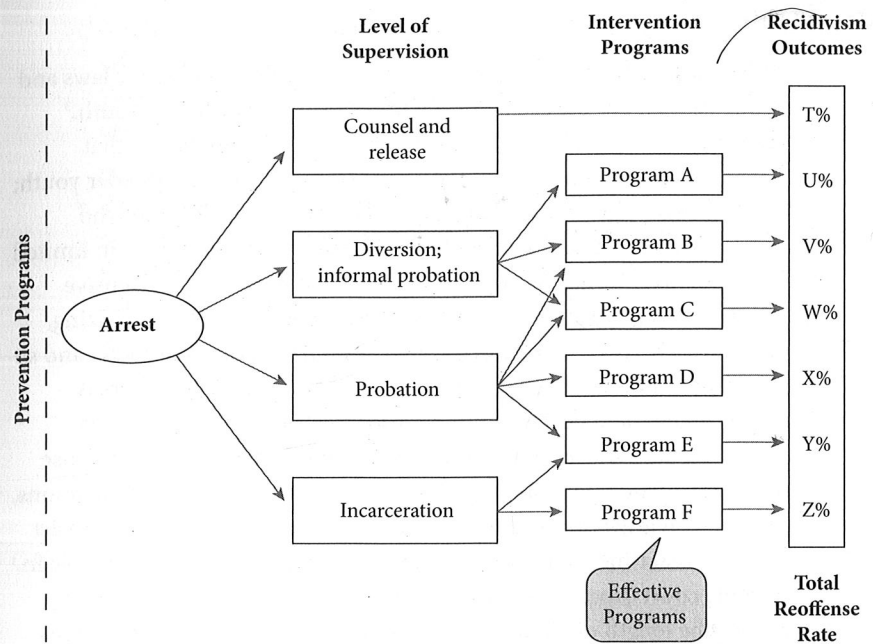 Level of
Supervision
Intervention
Programs
Recidivism
Outcomes
Prevention Programs
Arrest
Counsel and
release
Diversion;
informal probation
Probation
Incarceration
Program A
Program B
Program C
Program D
Program E
Program F
Effective
Programs
T%
U%
V%
W%
X%
Y%
Z%
Total
Reoffense
Rate